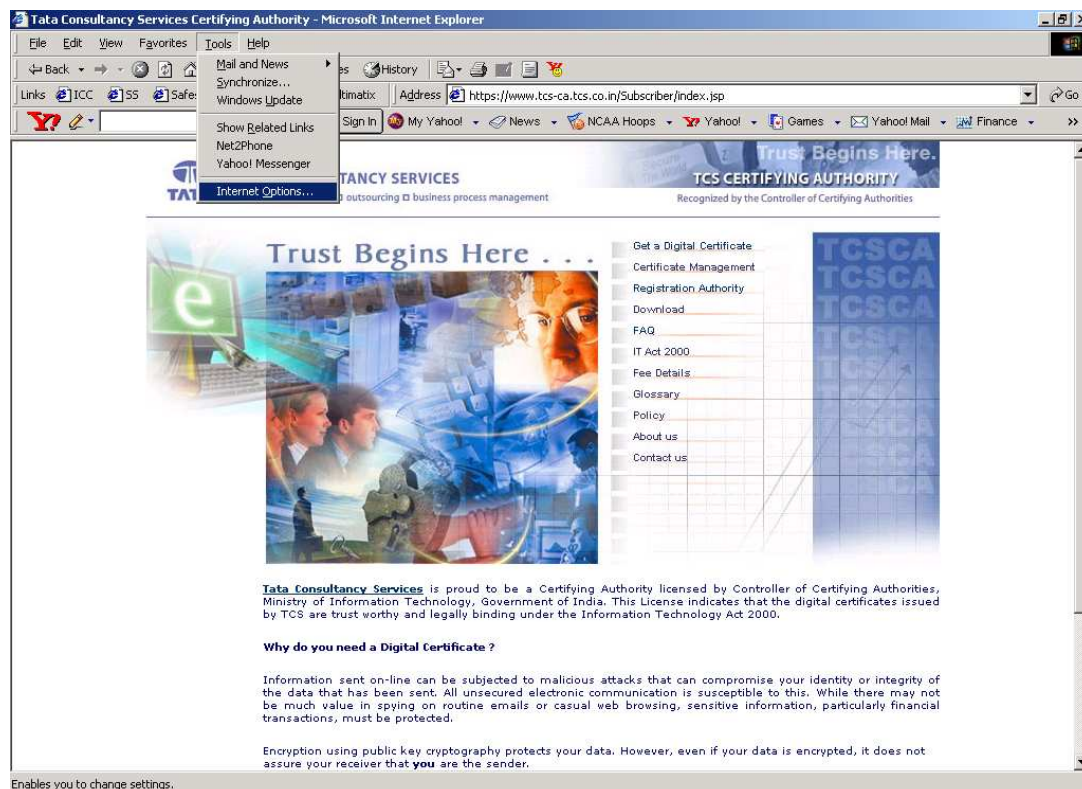 Tata Consultancy Services Certifying Authority - Microsoft Internet Explorer
File Edit View Favorites Tools Help
Back
Mail and News
Synchronize...
Windows Update
Show Related Links
Net2Phone
Yahoo! Messenger
Internet Options...
es History
Links ICC SS Safe ltimatix Address https://www.tcs-ca.tcs.co.in/Subscriber/index.jsp Go
Y? Sign In My Yahoo! News NCAA Hoops Yahoo! Games Yahoo! Mail Finance >>
TAT
TANCY SERVICES
outsourcing business process management
Trust Begins Here.
TCS CERTIFYING AUTHORITY
Recognized by the Controller of Certifying Authorities
e
Trust Begins Here . . .
Get a Digital Certificate
Certificate Management
Registration Authority
Download
FAQ
IT Act 2000
Fee Details
Glossary
Policy
About us
Contact us
TCSCA
TCSCA
TCSCA
TCSCA
Tata Consultancy Services is proud to be a Certifying Authority licensed by Controller of Certifying Authorities,
Ministry of Information Technology, Government of India. This License indicates that the digital certificates issued
by TCS are trust worthy and legally binding under the Information Technology Act 2000.
Why do you need a Digital Certificate ?
Information sent on-line can be subjected to malicious attacks that can compromise your identity or integrity of
the data that has been sent. All unsecured electronic communication is susceptible to this. While there may not
be much value in spying on routine emails or casual web browsing, sensitive information, particularly financial
transactions, must be protected.
Encryption using public key cryptography protects your data. However, even if your data is encrypted, it does not
assure your receiver that you are the sender.
Enables you to change settings.